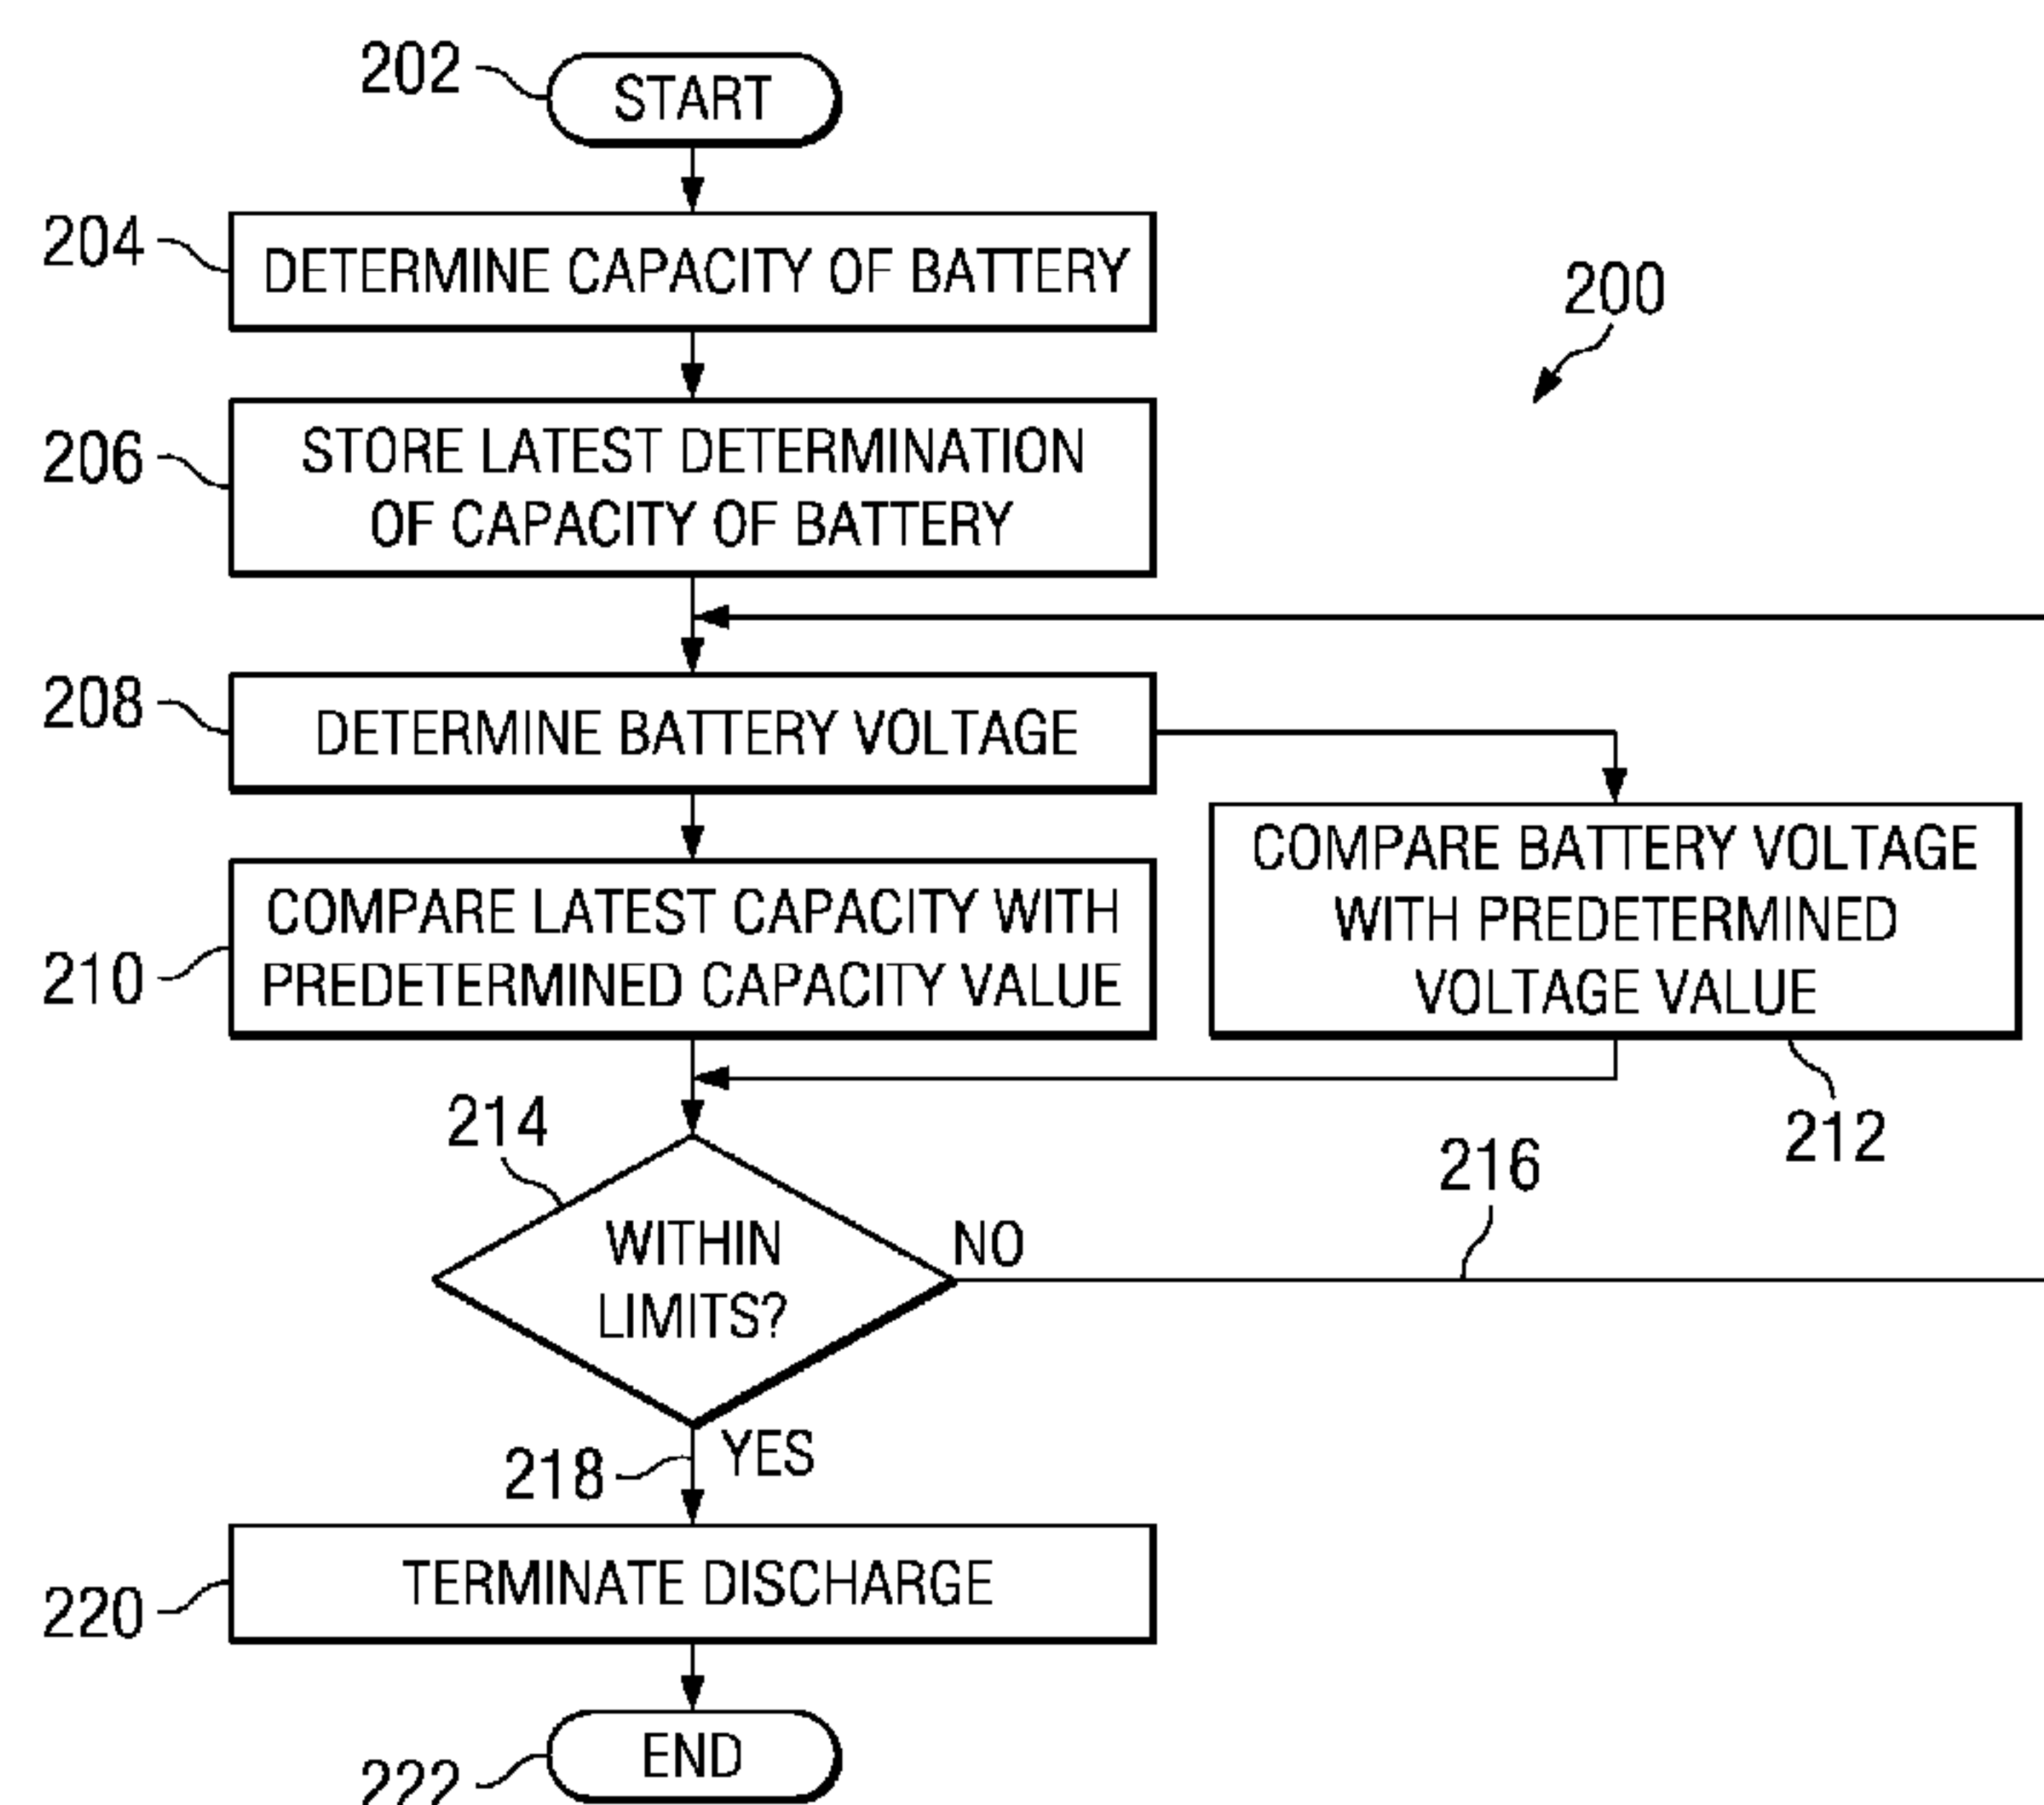 202
START
204
DETERMINE CAPACITY OF BATTERY
200
206
STORE LATEST DETERMINATION
OF CAPACITY OF BATTERY
208
DETERMINE BATTERY VOLTAGE
210
COMPARE LATEST CAPACITY WITH
PREDETERMINED CAPACITY VALUE
COMPARE BATTERY VOLTAGE
WITH PREDETERMINED
VOLTAGE VALUE
212
214
WITHIN
LIMITS?
NO
216
218
YES
220
TERMINATE DISCHARGE
222
END